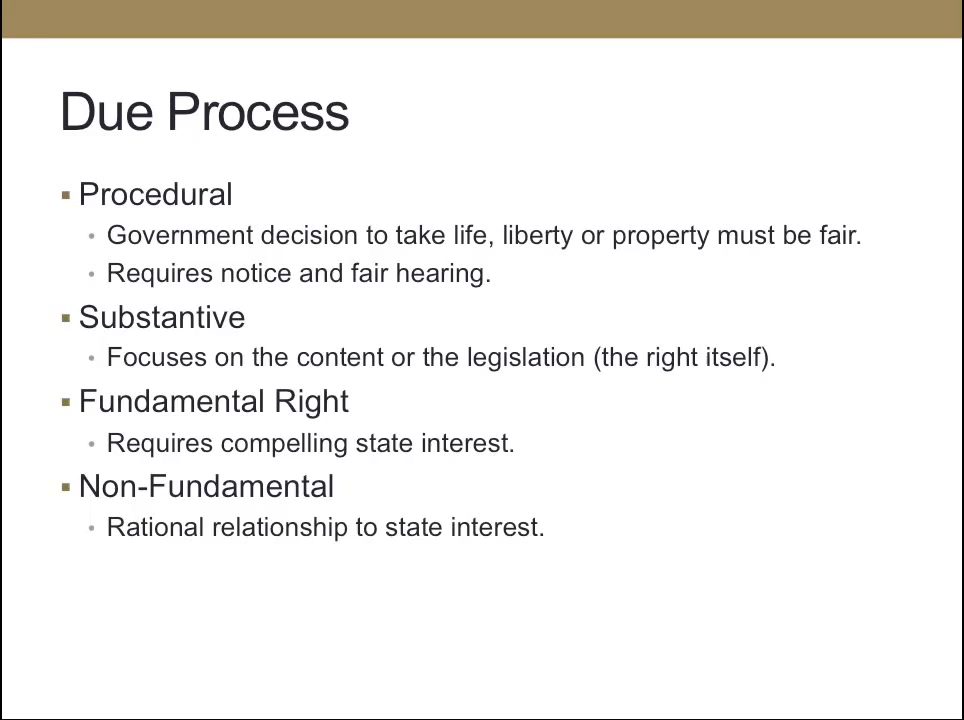 Due Process
▪ Procedural
• Government decision to take life, liberty or property must be fair.
• Requires notice and fair hearing.
▪ Substantive
• Focuses on the content or the legislation (the right itself).
▪ Fundamental Right
• Requires compelling state interest.
▪ Non-Fundamental
• Rational relationship to state interest.